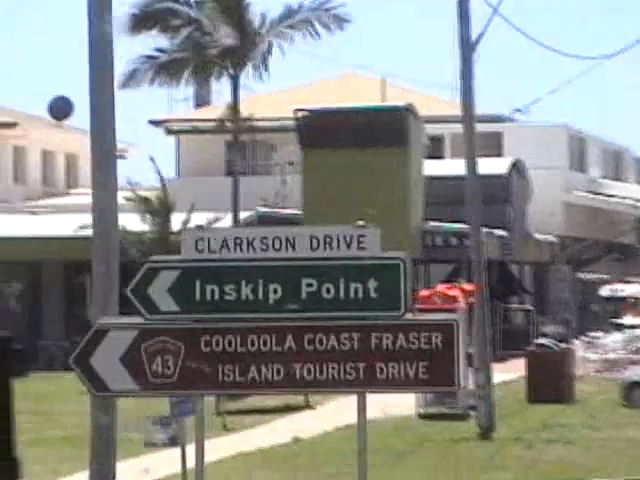 CLARKSON DRIVE
Inskip Point
43
COOLOOLA COAST FRASER
ISLAND TOURIST DRIVE